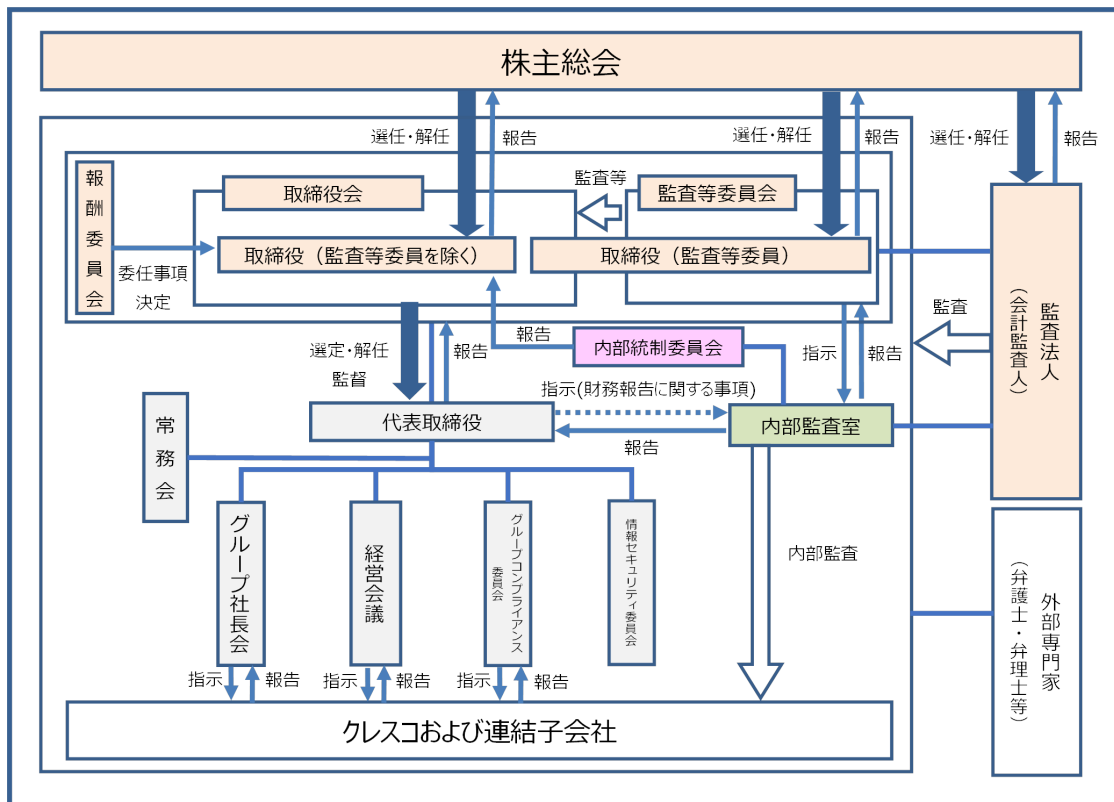 株主総会
選任・解任
報告
選任・解任
報告
選任・解任
報告
報酬委員会
取締役会
監査等
監査等委員会
取締役（監査等委員を除く）
取締役（監査等委員）
委任事項
決定
監査法人
（会計監査人）
監査
選定・解任
監督
報告
報告
内部統制委員会
指示
報告
指示(財務報告に関する事項)
代表取締役
内部監査室
報告
常務会
グループ社長会
経営会議
グループコンプライアンス
委員会
情報セキュリティ委員会
内部監査
外部専門家
（弁護士・弁理士等）
指示
報告
指示
報告
指示
報告
クレスコおよび連結子会社